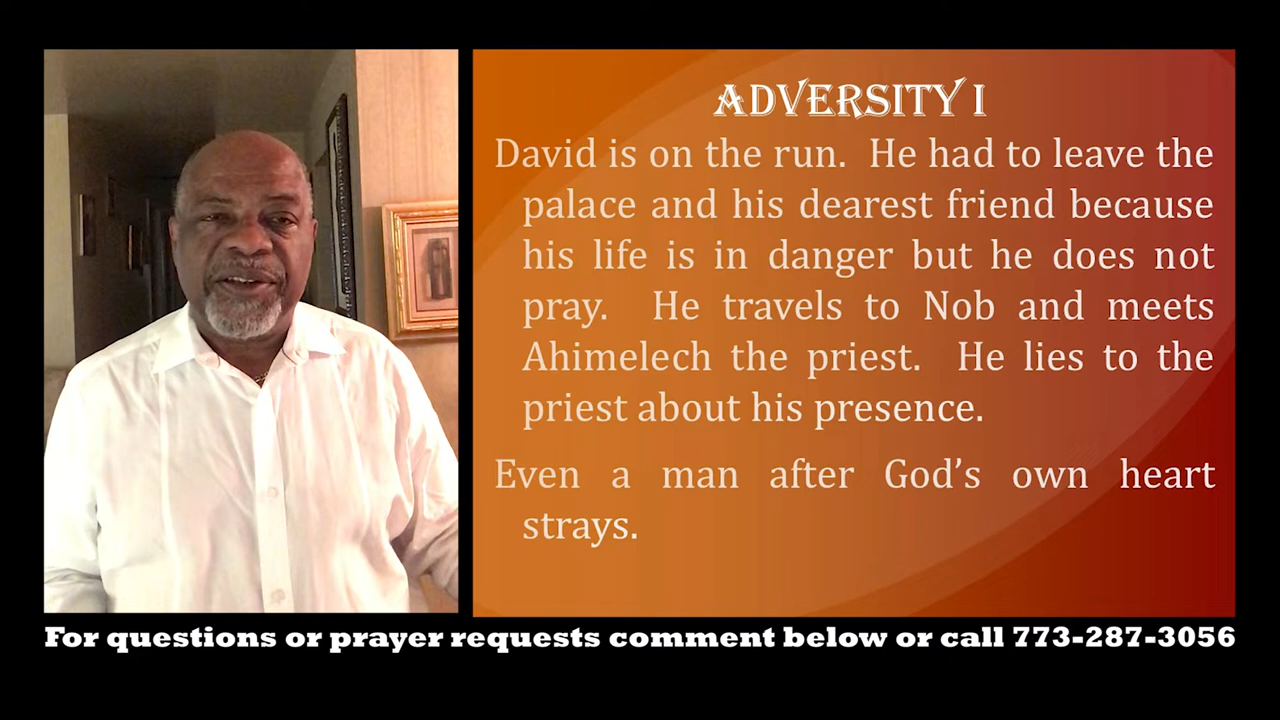 ADVERSITY I
David is on the run.  He had to leave the
palace and his dearest friend because
his life is in danger but he does not
pray.  He travels to Nob and meets
Ahimelech the priest.  He lies to the
priest about his presence.
Even a man after God’s own heart
strays.
For questions or prayer requests comment below or call 773-287-3056